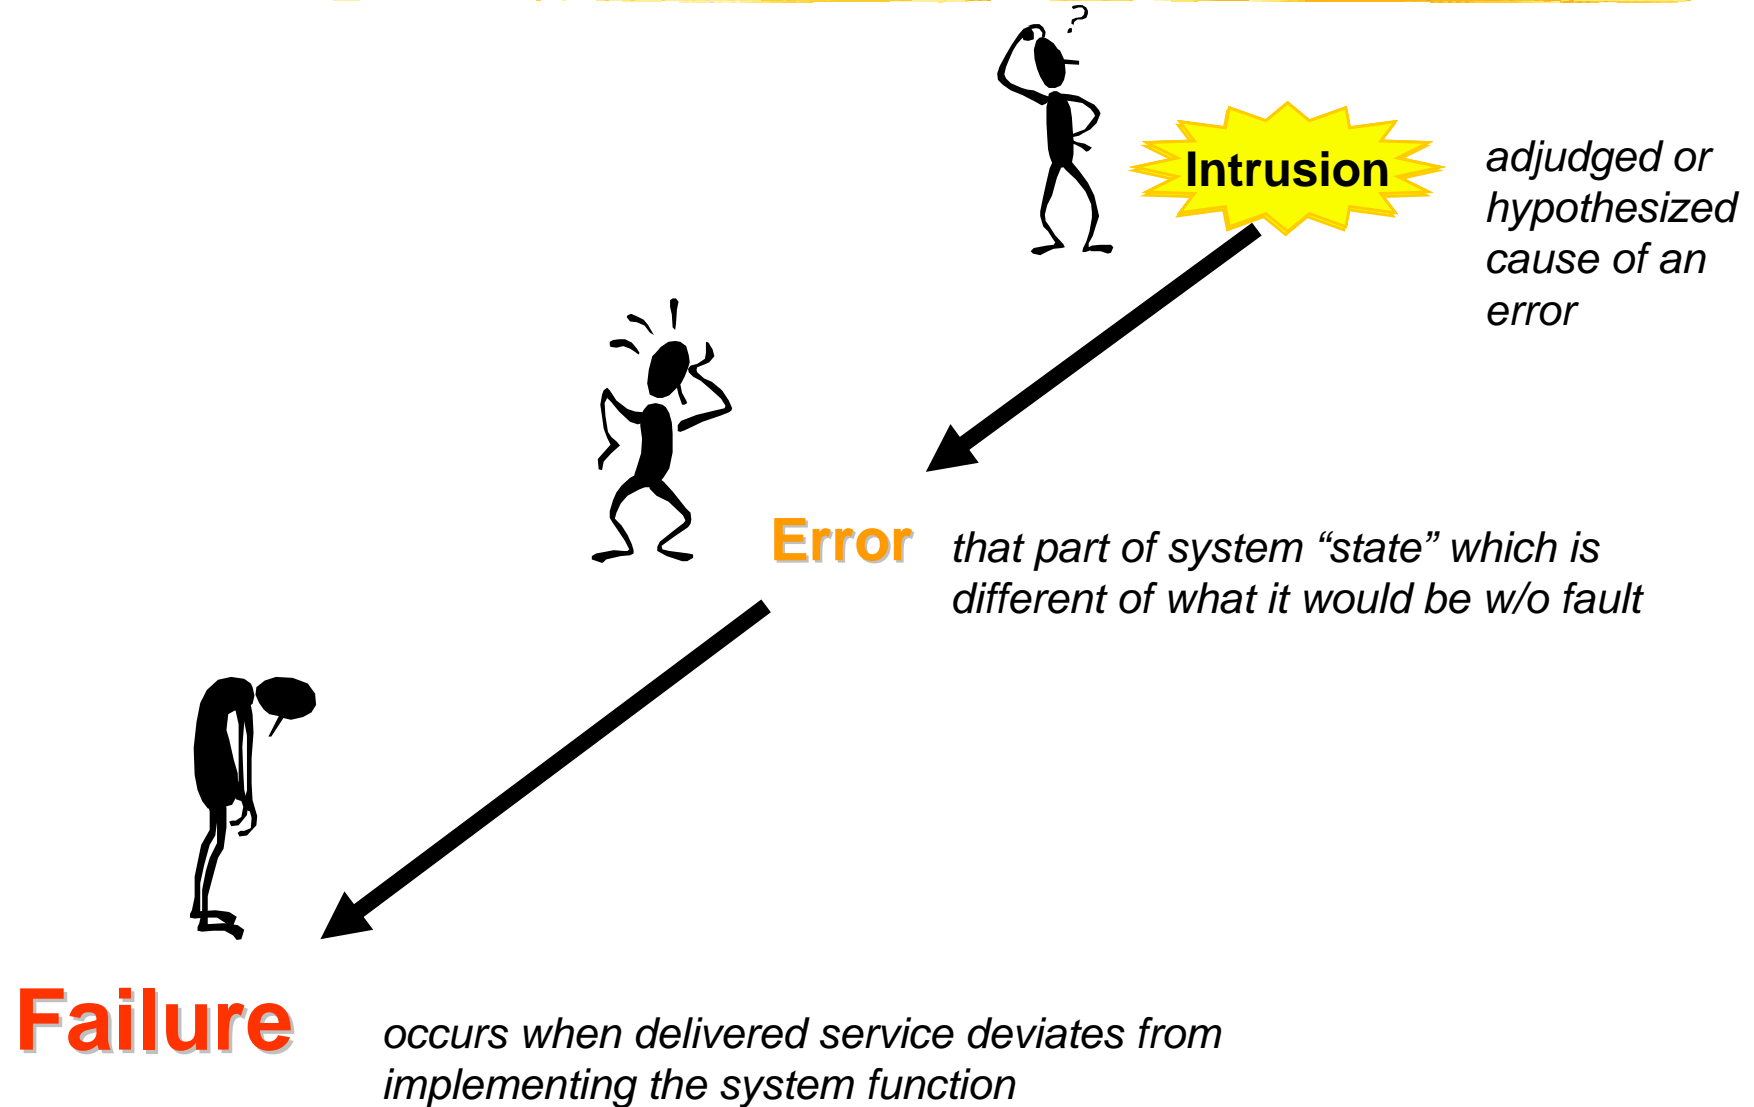 ?
Intrusion
adjudged or
hypothesized
cause of an
error
Error
that part of system “state” which is
different of what it would be w/o fault
Failure
occurs when delivered service deviates from
implementing the system function